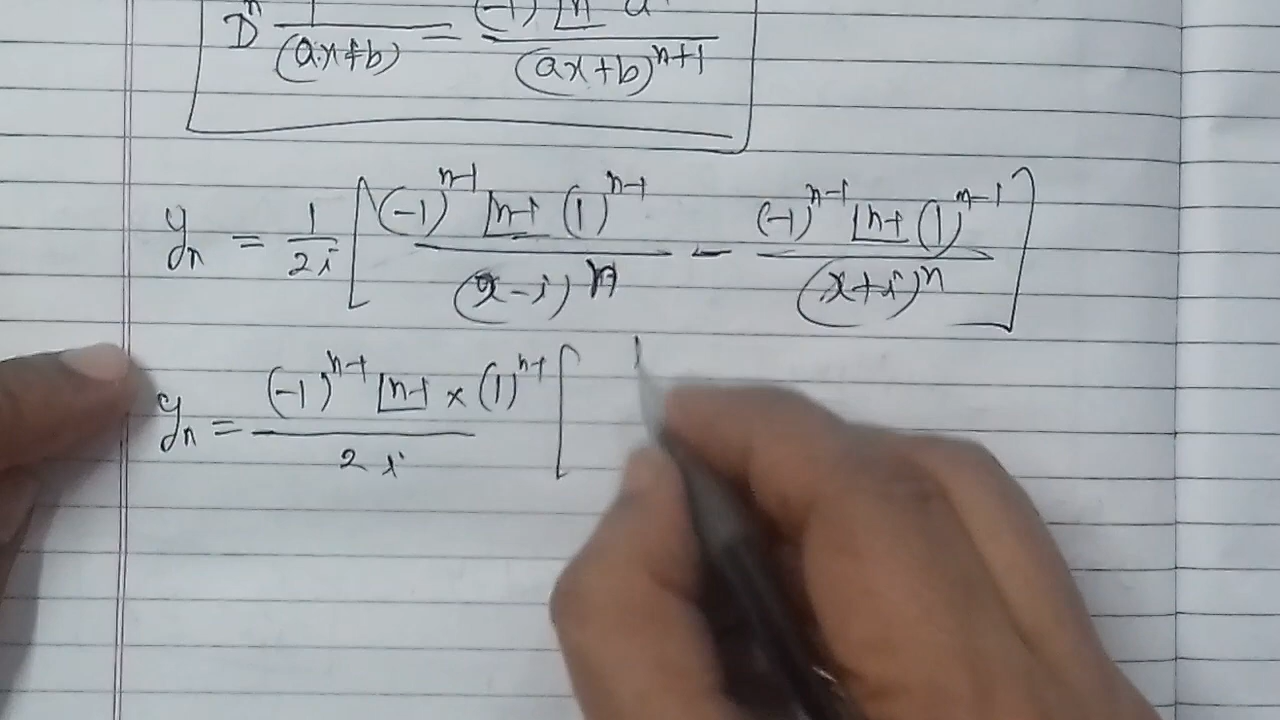 Dⁿ 1/(ax+b) = (-1)ⁿ |n aⁿ/(ax+b)ⁿ⁺¹
yₙ = 1/2i [ (-1)ⁿ⁻¹ |n-1 (1)ⁿ⁻¹/(x-i)ⁿ - (-1)ⁿ⁻¹ |n-1 (1)ⁿ⁻¹/(x+i)ⁿ ]
yₙ = (-1)ⁿ⁻¹ |n-1 × (1)ⁿ⁻¹/2i [